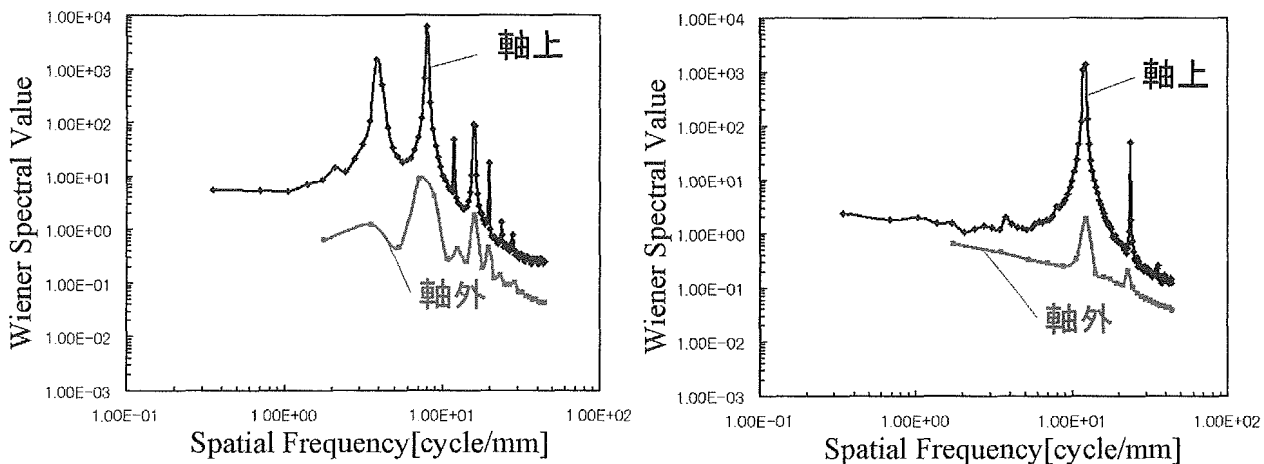 1.00E+04
1.00E+03
1.00E+02
1.00E+01
1.00E+00
1.00E-01
1.00E-02
1.00E-03
Wiener Spectral Value
軸上
軸外
1.00E-01
1.00E+00
1.00E+01
1.00E+02
Spatial Frequency[cycle/mm]
1.00E+04
1.00E+03
1.00E+02
1.00E+01
1.00E+00
1.00E-01
1.00E-02
1.00E-03
Wiener Spectral Value
軸上
軸外
1.00E-01
1.00E+00
1.00E+01
1.00E+02
Spatial Frequency[cycle/mm]